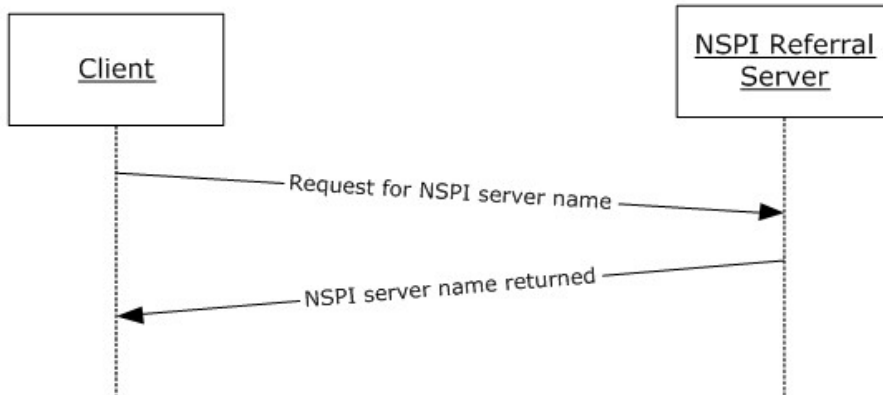 Client
NSPI Referral
Server
Request for NSPI server name
NSPI server name returned